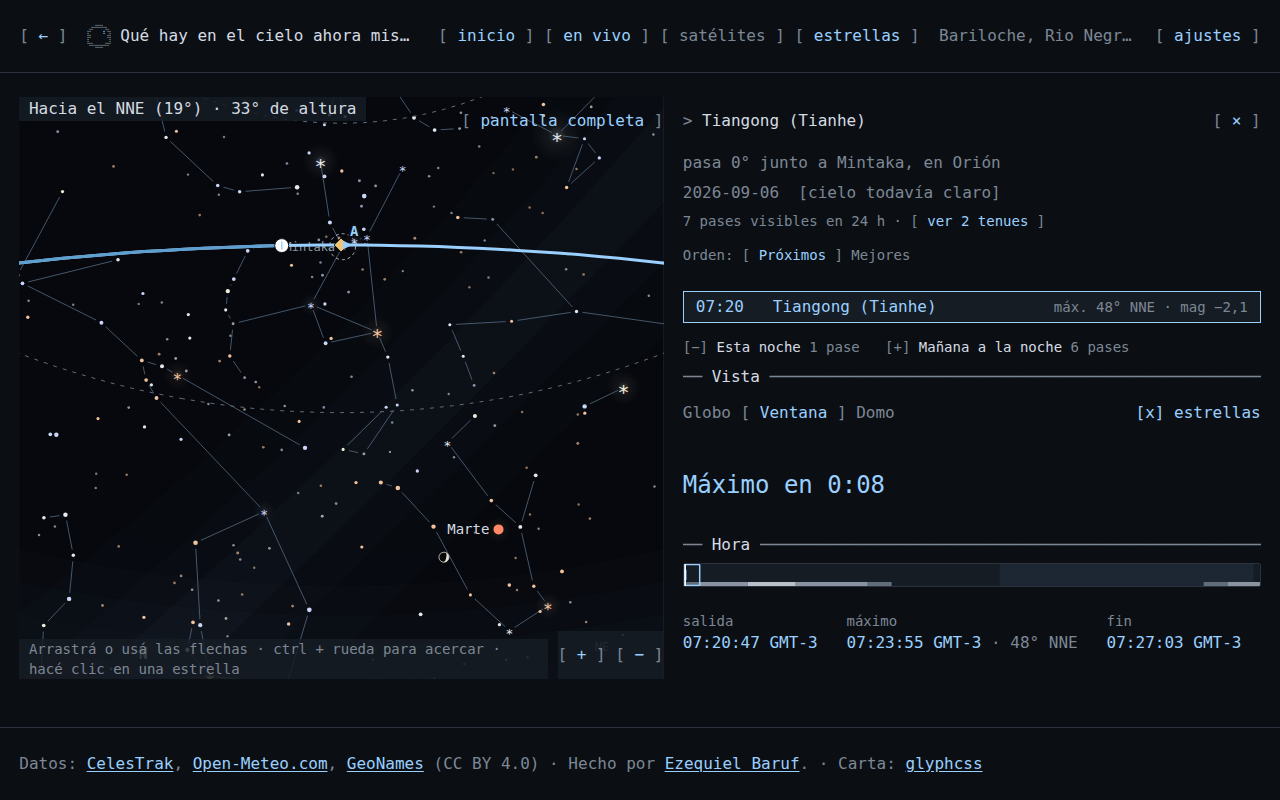 [ ← ] Qué hay en el cielo ahora mis… [ inicio ] [ en vivo ] [ satélites ] [ estrellas ] Bariloche, Rio Negr… [ ajustes ]
Hacia el NNE (19°) · 33° de altura
[ pantalla completa ]
A
Mintaka
Marte
Arrastrá o usá las flechas · ctrl + rueda para acercar ·
hacé clic en una estrella
[ + ] [ − ]
> Tiangong (Tianhe) [ × ]
pasa 0° junto a Mintaka, en Orión
2026-09-06 [cielo todavía claro]
7 pases visibles en 24 h · [ ver 2 tenues ]
Orden: [ Próximos ] Mejores
07:20 Tiangong (Tianhe) máx. 48° NNE · mag −2,1
[−] Esta noche 1 pase [+] Mañana a la noche 6 pases
Vista
Globo [ Ventana ] Domo [x] estrellas
Máximo en 0:08
Hora
salida máximo fin
07:20:47 GMT-3 07:23:55 GMT-3 · 48° NNE 07:27:03 GMT-3
Datos: CelesTrak, Open-Meteo.com, GeoNames (CC BY 4.0) · Hecho por Ezequiel Baruf. · Carta: glyphcss